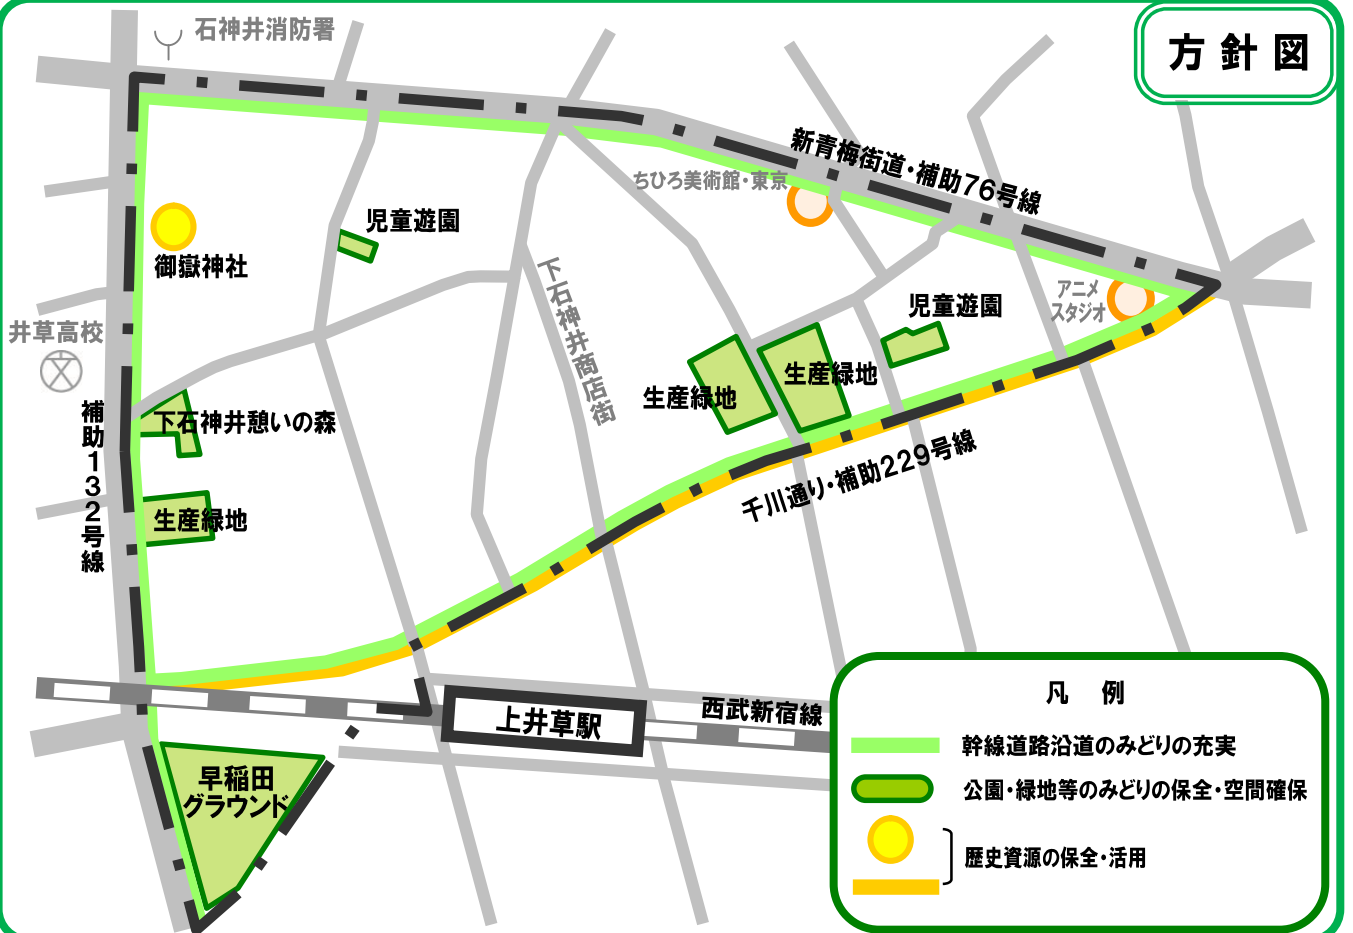 石神井消防署
方針図
新青梅街道・補助76号線
ちひろ美術館・東京
児童遊園
御嶽神社
下石神井商店街
アニメ
スタジオ
児童遊園
井草高校
生産緑地
生産緑地
補助132号線
下石神井憩いの森
千川通り・補助229号線
生産緑地
上井草駅
西武新宿線
早稲田
グラウンド
凡例
幹線道路沿道のみどりの充実
公園・緑地等のみどりの保全・空間確保
歴史資源の保全・活用